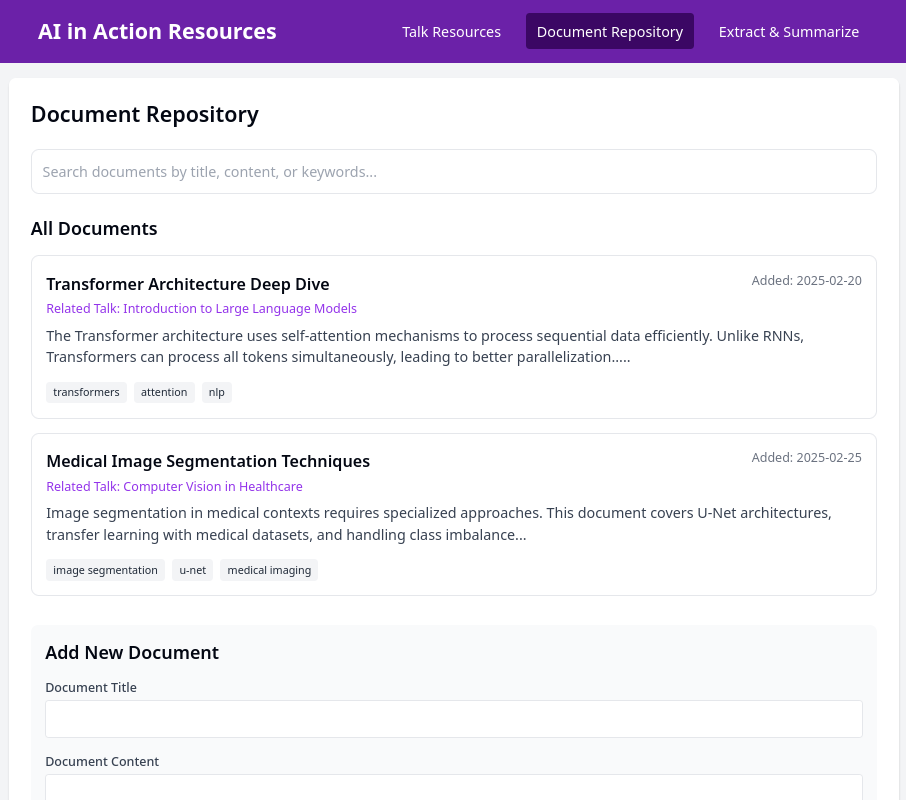 AI in Action Resources
Talk Resources
Document Repository
Extract & Summarize
Document Repository
Search documents by title, content, or keywords...
All Documents
Transformer Architecture Deep Dive
Added: 2025-02-20
Related Talk: Introduction to Large Language Models
The Transformer architecture uses self-attention mechanisms to process sequential data efficiently. Unlike RNNs,
Transformers can process all tokens simultaneously, leading to better parallelization.....
transformers
attention
nlp
Medical Image Segmentation Techniques
Added: 2025-02-25
Related Talk: Computer Vision in Healthcare
Image segmentation in medical contexts requires specialized approaches. This document covers U-Net architectures,
transfer learning with medical datasets, and handling class imbalance...
image segmentation
u-net
medical imaging
Add New Document
Document Title
Document Content